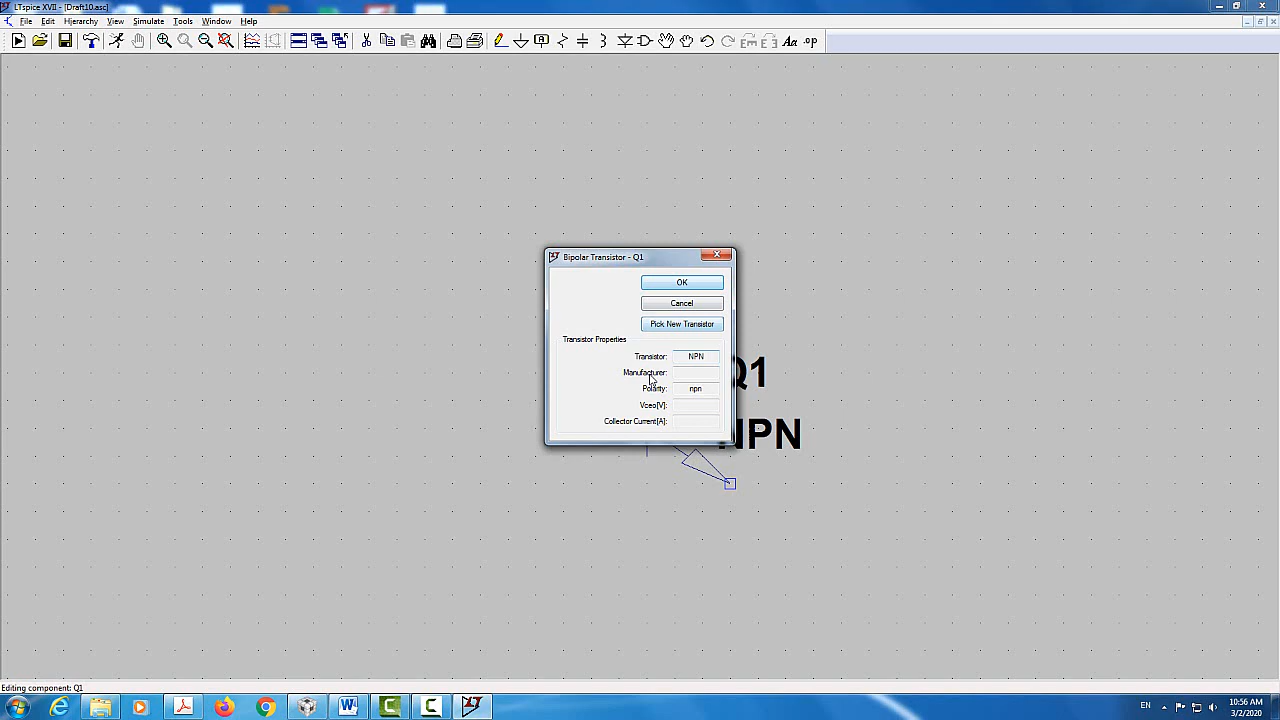 LTspice XVII - [Draft10.asc]
File Edit Hierarchy View Simulate Tools Window Help
Aa .op
Bipolar Transistor - Q1
OK
Cancel
Pick New Transistor
Transistor Properties
Transistor: NPN
Manufacturer:
Polarity: npn
Vceo[V]:
Collector Current[A]:
Q1
NPN
Editing component: Q1
EN 10:56 AM
3/2/2020